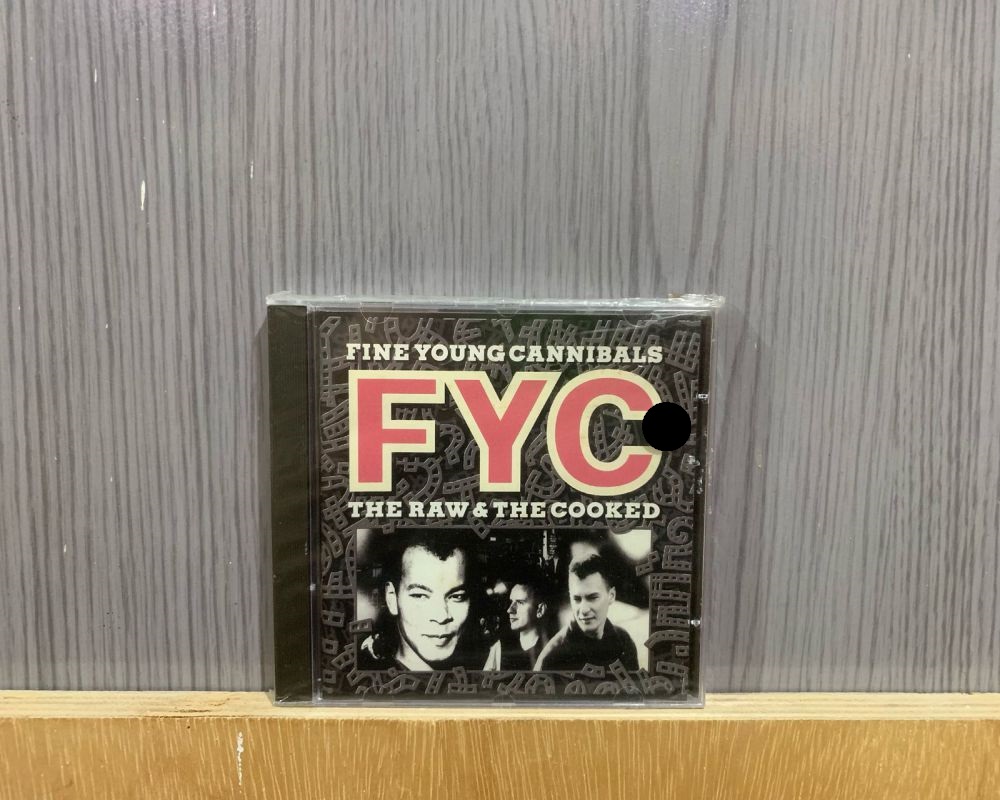 FINE YOUNG CANNIBALS
FYC
THE RAW & THE COOKED